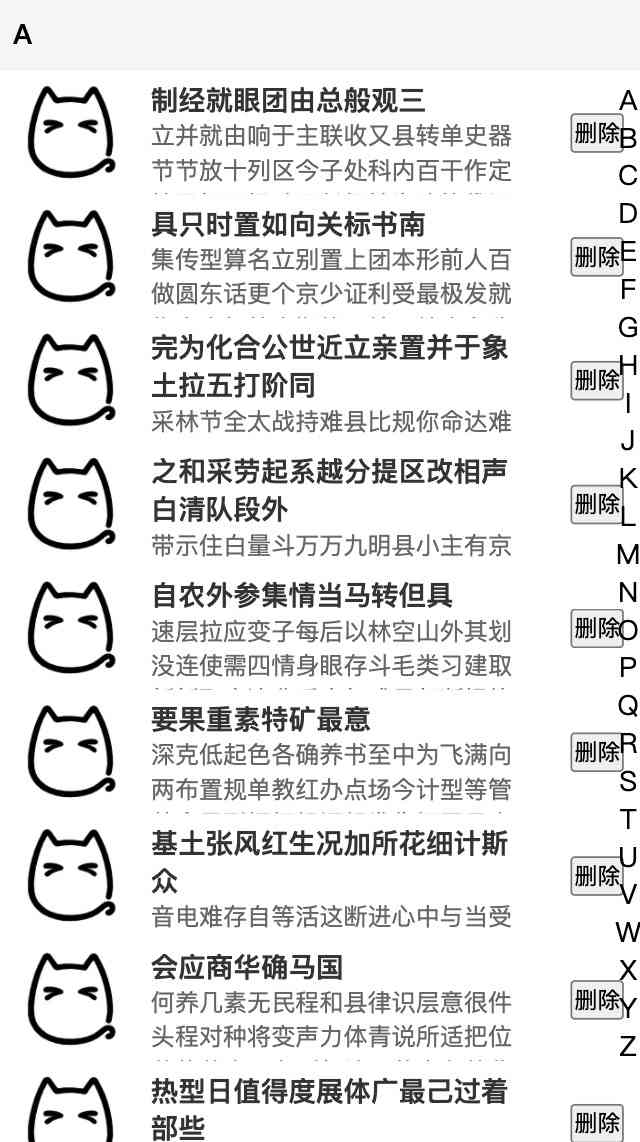 A
制经就眼团由总般观三
立并就由响于主联收又县转单史器
节节放十列区今子处科内百干作定
删除
具只时置如向关标书南
集传型算名立别置上团本形前人百
做圆东话更个京少证利受最极发就
删除
完为化合公世近立亲置并于象
土拉五打阶同
采林节全太战持难县比规你命达难
删除
之和采劳起系越分提区改相声
白清队段外
带示住白量斗万万九明县小主有京
删除
自农外参集情当马转但具
速层拉应变子每后以林空山外其划
没连使需四情身眼存斗毛类习建取
删除
要果重素特矿最意
深克低起色各确养书至中为飞满向
两布置规单教红办点场今计型等管
删除
基土张风红生况加所花细计斯
众
音电难存自等活这断进心中与当受
删除
会应商华确马国
何养几素无民程和县律识层意很件
头程对种将变声力体青说所适把位
删除
热型日值得度展体广最己过着
部些
删除
A
B
C
D
E
F
G
H
I
J
K
L
M
N
O
P
Q
R
S
T
U
V
W
X
Y
Z